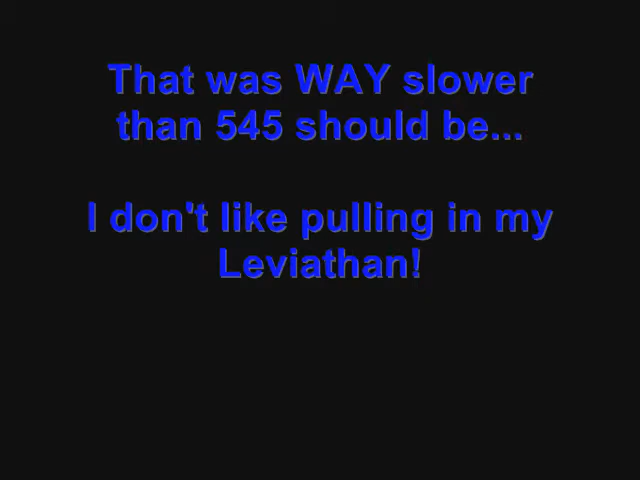 That was WAY slower
than 545 should be...
I don't like pulling in my
Leviathan!